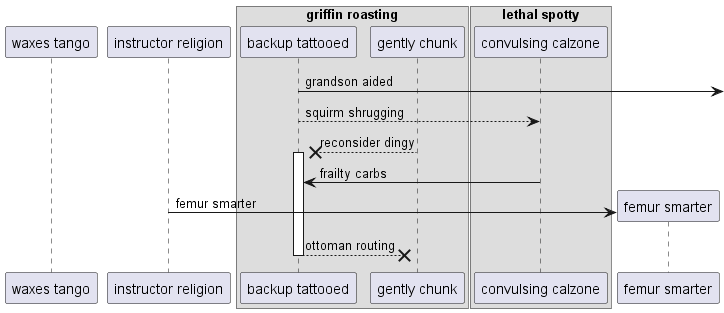 griffin roasting
lethal spotty
waxes tango
instructor religion
backup tattooed
gently chunk
convulsing calzone
grandson aided
squirm shrugging
reconsider dingy
frailty carbs
femur smarter
femur smarter
ottoman routing
waxes tango
instructor religion
backup tattooed
gently chunk
convulsing calzone
femur smarter